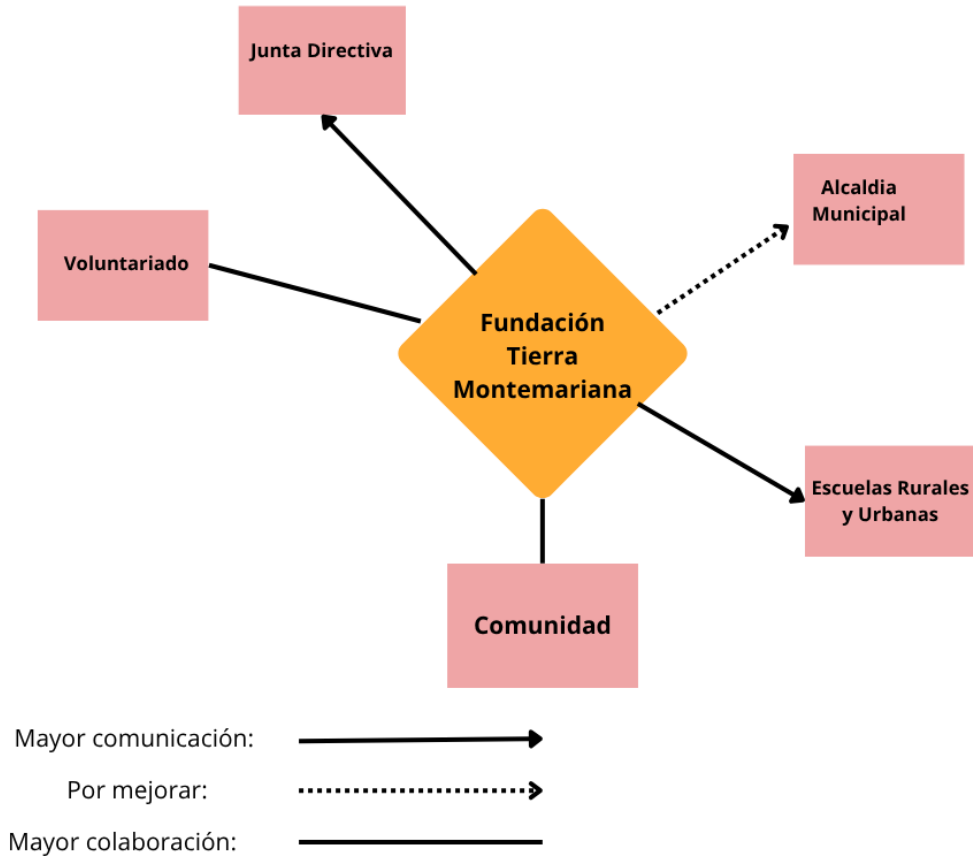 Junta Directiva
Alcaldia
Municipal
Voluntariado
Fundación
Tierra
Montemariana
Escuelas Rurales
y Urbanas
Comunidad
Mayor comunicación:
Por mejorar:
Mayor colaboración: